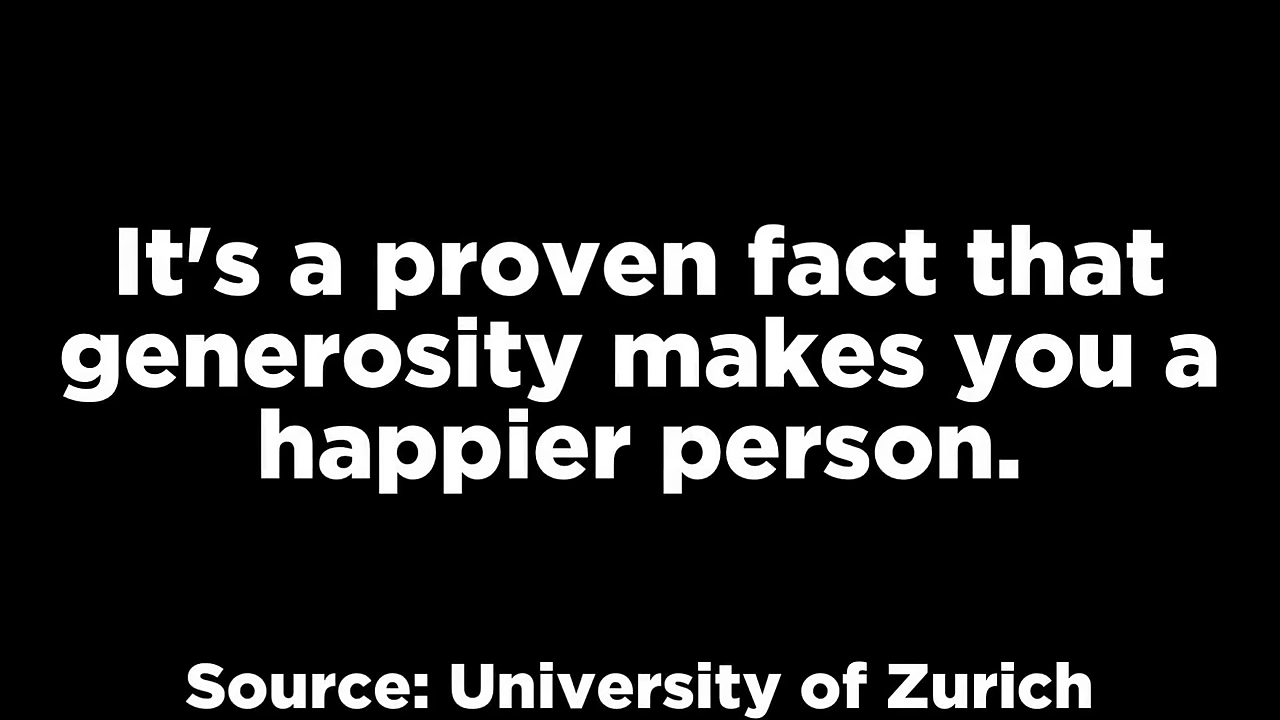 It's a proven fact that
generosity makes you a
happier person.
Source: University of Zurich